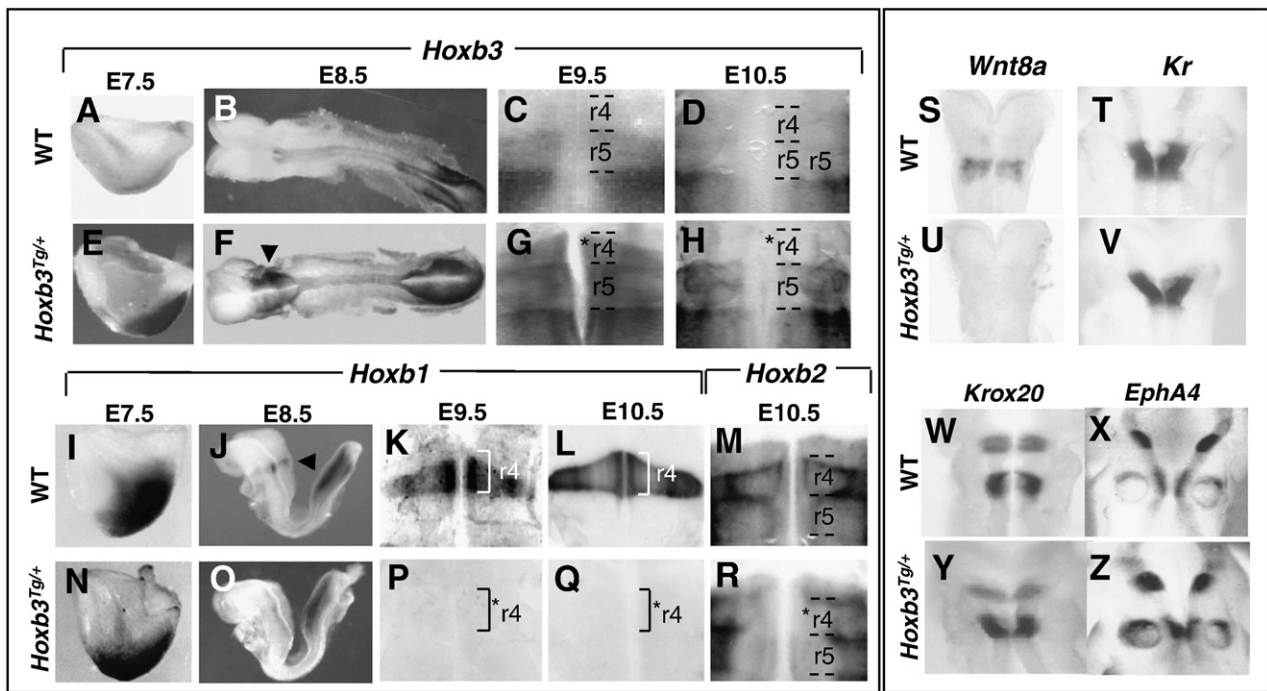 Hoxb3
E7.5 E8.5 E9.5 E10.5
WT A B C r4 r5 D r4 r5 r5
Hoxb3Tg/+ E F G *r4 r5 H *r4 r5
Hoxb1 Hoxb2
E7.5 E8.5 E9.5 E10.5 E10.5
WT I J K r4 L r4 M r4 r5
Hoxb3Tg/+ N O P *r4 Q *r4 R *r4 r5
Wnt8a Kr
WT S T
Hoxb3Tg/+ U V
Krox20 EphA4
WT W X
Hoxb3Tg/+ Y Z